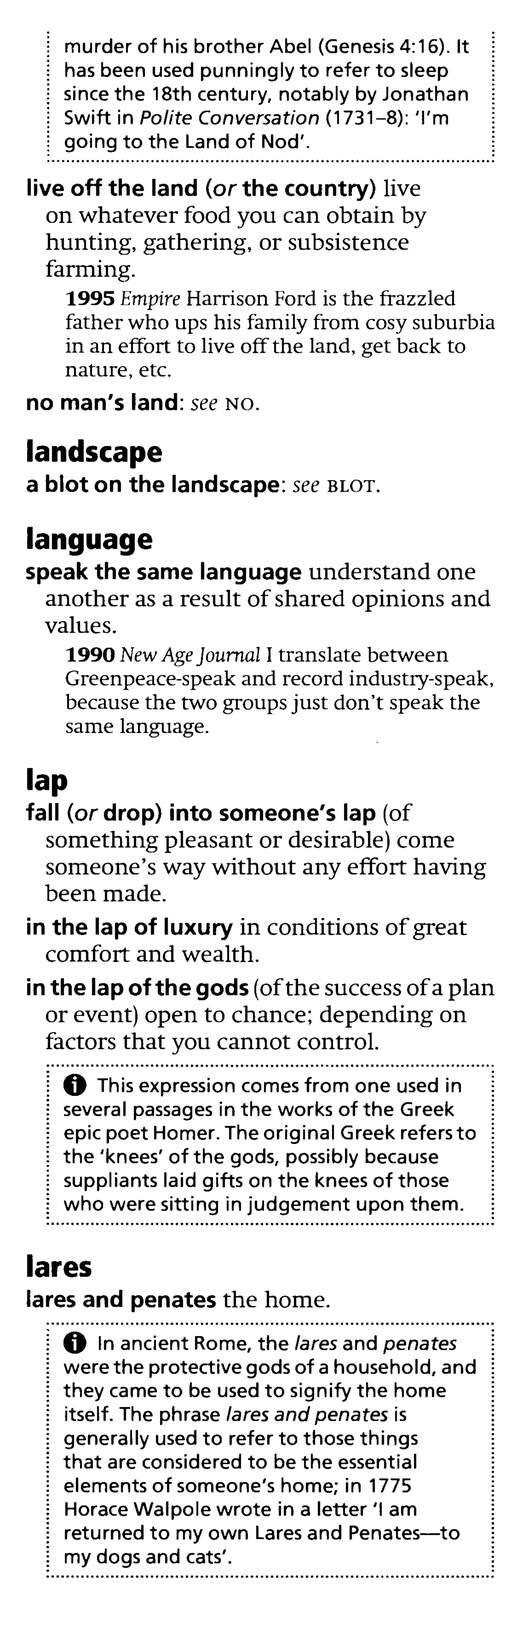 murder of his brother Abel (Genesis 4:16). It
has been used punningly to refer to sleep
since the 18th century, notably by Jonathan
Swift in Polite Conversation (1731–8): 'I'm
going to the Land of Nod'.
live off the land (or the country) live
on whatever food you can obtain by
hunting, gathering, or subsistence
farming.
1995 Empire Harrison Ford is the frazzled
father who ups his family from cosy suburbia
in an effort to live off the land, get back to
nature, etc.
no man's land: see NO.
landscape
a blot on the landscape: see BLOT.
language
speak the same language understand one
another as a result of shared opinions and
values.
1990 New Age Journal I translate between
Greenpeace-speak and record industry-speak,
because the two groups just don't speak the
same language.
lap
fall (or drop) into someone's lap (of
something pleasant or desirable) come
someone's way without any effort having
been made.
in the lap of luxury in conditions of great
comfort and wealth.
in the lap of the gods (of the success of a plan
or event) open to chance; depending on
factors that you cannot control.
This expression comes from one used in
several passages in the works of the Greek
epic poet Homer. The original Greek refers to
the 'knees' of the gods, possibly because
suppliants laid gifts on the knees of those
who were sitting in judgement upon them.
lares
lares and penates the home.
In ancient Rome, the lares and penates
were the protective gods of a household, and
they came to be used to signify the home
itself. The phrase lares and penates is
generally used to refer to those things
that are considered to be the essential
elements of someone's home; in 1775
Horace Walpole wrote in a letter 'I am
returned to my own Lares and Penates—to
my dogs and cats'.